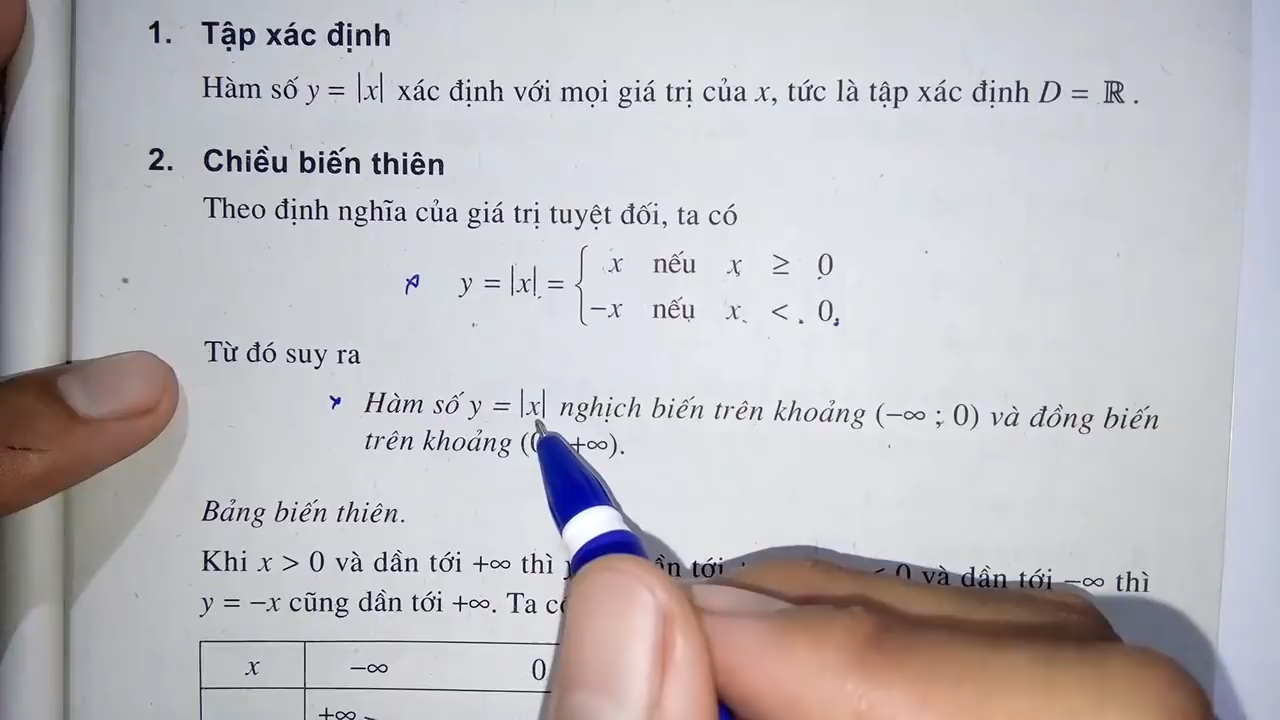 1. Tập xác định
Hàm số y = |x| xác định với mọi giá trị của x, tức là tập xác định D = ℝ.
2. Chiều biến thiên
Theo định nghĩa của giá trị tuyệt đối, ta có
y = |x| = { x nếu x ≥ 0
−x nếu x < 0,
Từ đó suy ra
Hàm số y = |x| nghịch biến trên khoảng (−∞ ; 0) và đồng biến
trên khoảng (0 +∞).
Bảng biến thiên.
Khi x > 0 và dần tới +∞ thì dần tới < 0 và dần tới −∞ thì
y = −x cũng dần tới +∞. Ta
x −∞ 0
+∞